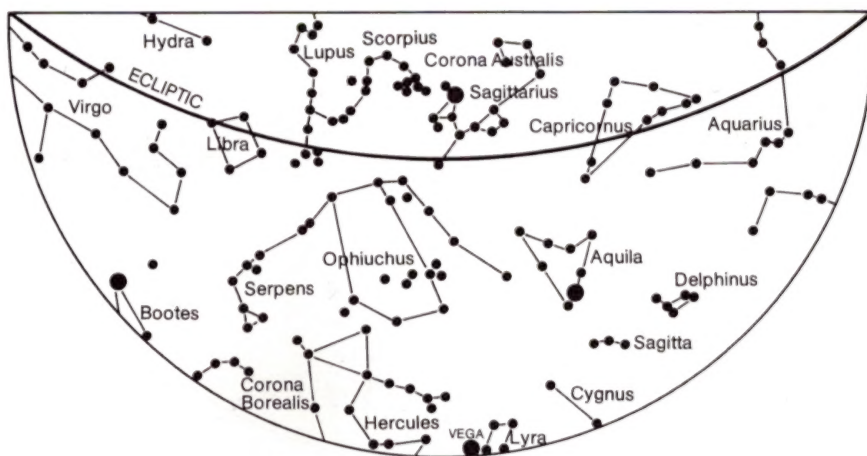 Hydra
Lupus
Scorpius
Corona Australis
Sagittarius
ECLIPTIC
Virgo
Libra
Capricornus
Aquarius
Ophiuchus
Serpens
Aquila
Delphinus
Bootes
Sagitta
Corona
Borealis
Hercules
Cygnus
VEGA
Lyra